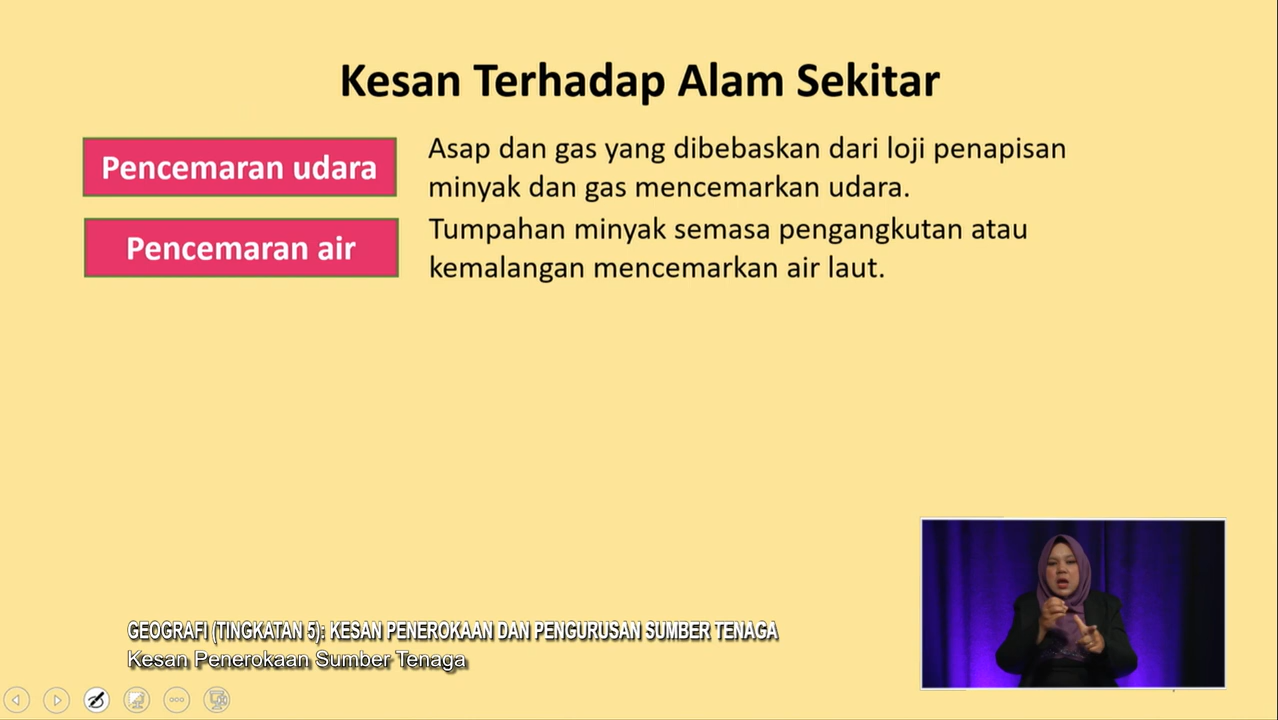 Kesan Terhadap Alam Sekitar
Pencemaran udara
Asap dan gas yang dibebaskan dari loji penapisan
minyak dan gas mencemarkan udara.
Pencemaran air
Tumpahan minyak semasa pengangkutan atau
kemalangan mencemarkan air laut.
GEOGRAFI (TINGKATAN 5): KESAN PENEROKAAN DAN PENGURUSAN SUMBER TENAGA
Kesan Penerokaan Sumber Tenaga